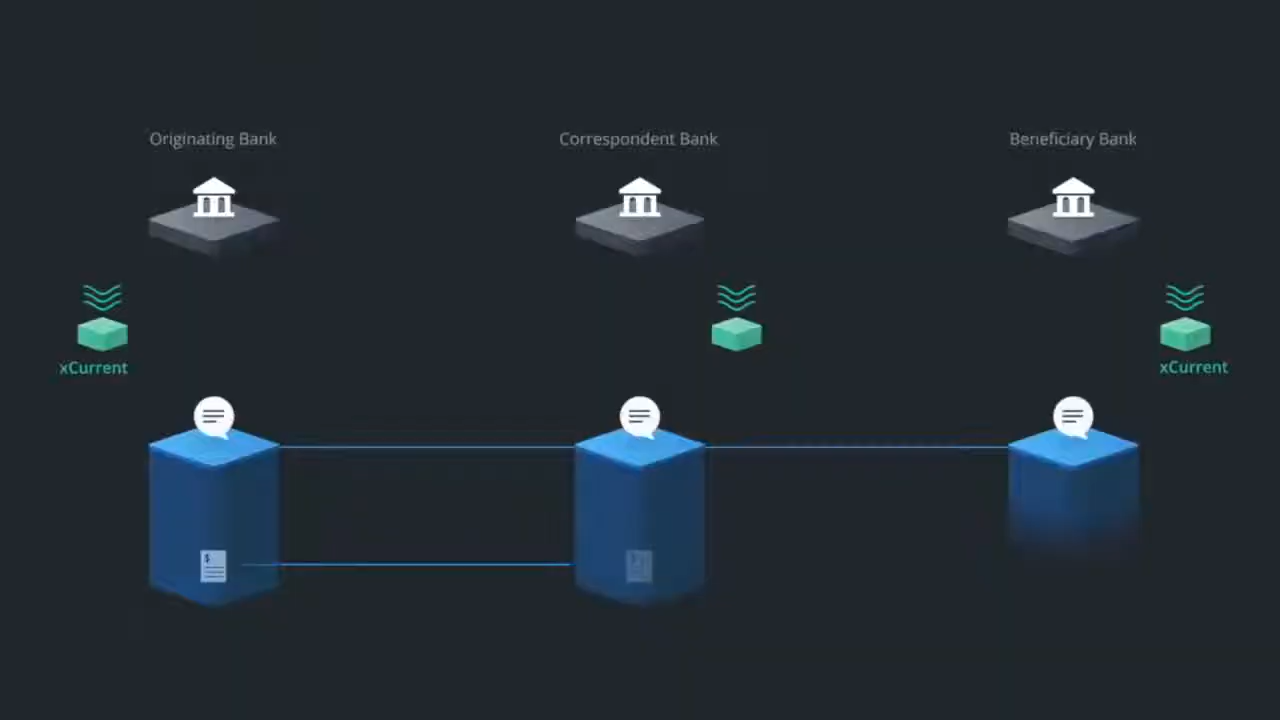 Originating Bank
Correspondent Bank
Beneficiary Bank
xCurrent
xCurrent
$